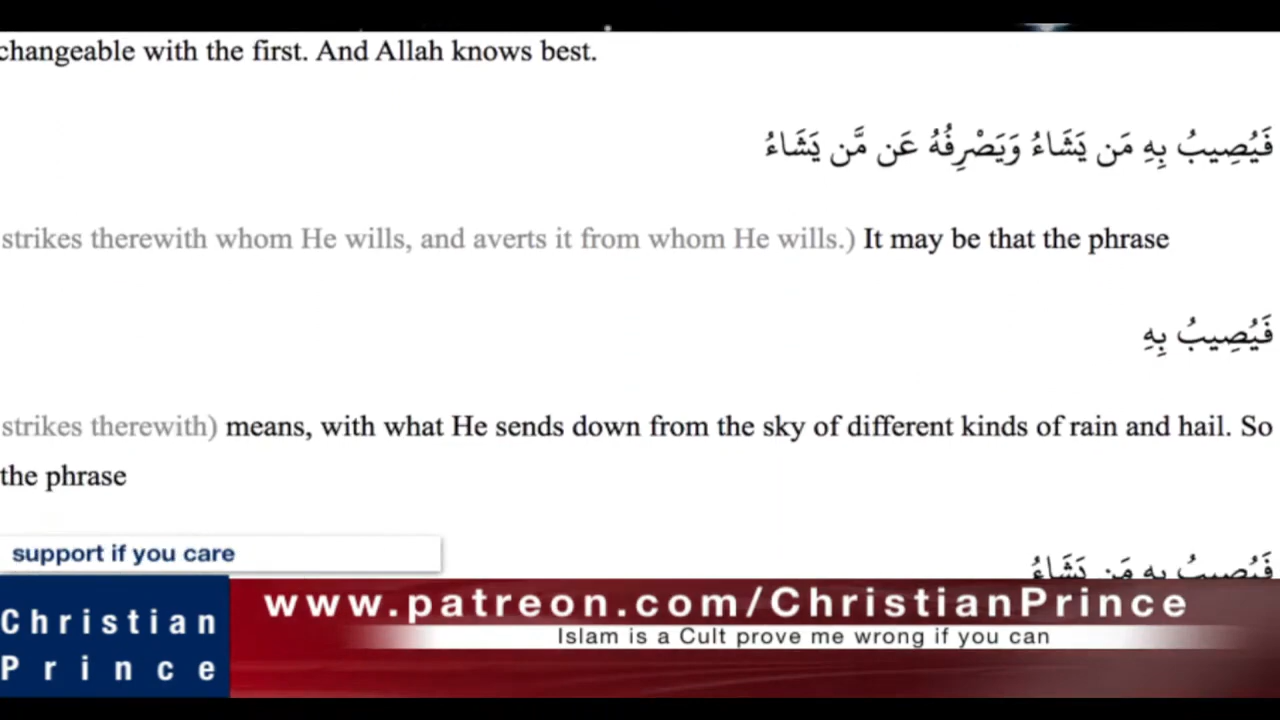 changeable with the first. And Allah knows best.
فَيُصِيبُ بِهِ مَن يَشَاءُ وَيَصْرِفُهُ عَن مَّن يَشَاءُ
strikes therewith whom He wills, and averts it from whom He wills.) It may be that the phrase
فَيُصِيبُ بِهِ
strikes therewith) means, with what He sends down from the sky of different kinds of rain and hail. So
the phrase
فَيُصِيبُ بِهِ مَن يَشَاءُ
support if you care
Christian
Prince
www.patreon.com/ChristianPrince
Islam is a Cult prove me wrong if you can